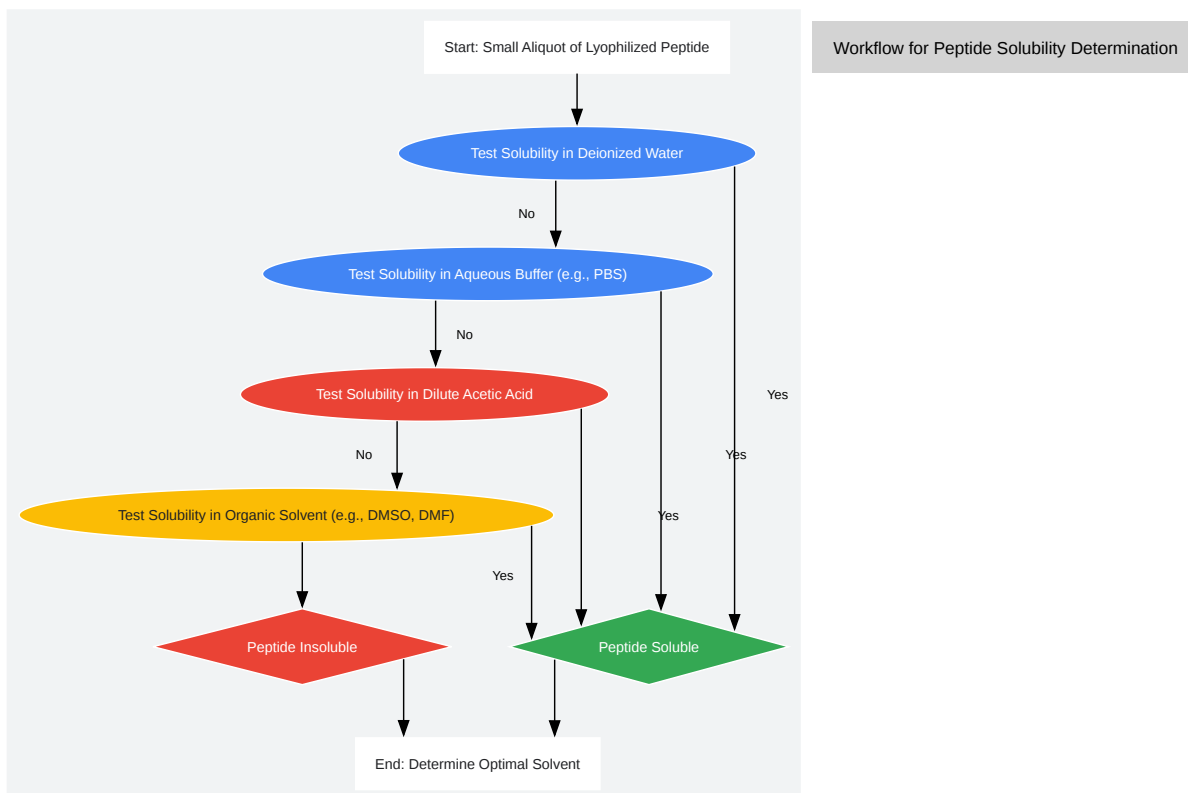 Start: Small Aliquot of Lyophilized Peptide
Workflow for Peptide Solubility Determination
Test Solubility in Deionized Water
No
Test Solubility in Aqueous Buffer (e.g., PBS)
No
Test Solubility in Dilute Acetic Acid
Yes
No
Yes
Test Solubility in Organic Solvent (e.g., DMSO, DMF)
Yes
Yes
Peptide Insoluble
Peptide Soluble
End: Determine Optimal Solvent